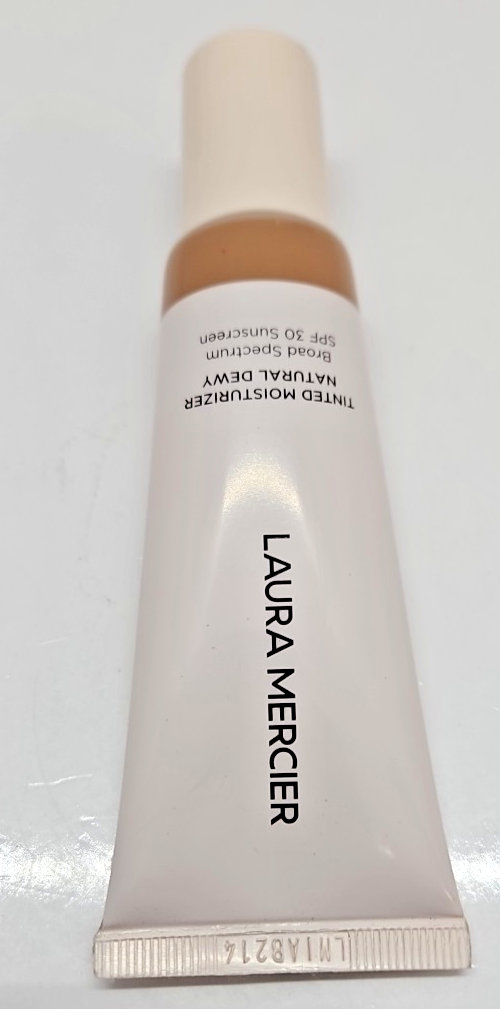 TINTED MOISTURIZER
NATURAL DEWY
Broad Spectrum
SPF 30 Sunscreen
LAURA MERCIER
LM1AB214